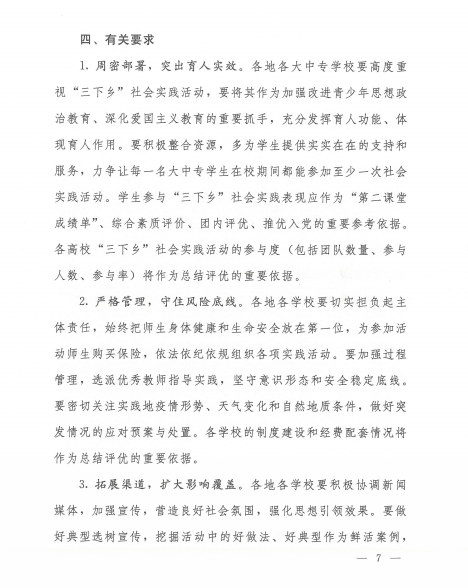 四、有关要求
1. 周密部署，突出育人实效。各地各大中专学校要高度重
视“三下乡”社会实践活动，要将其作为加强改进青少年思想政
治教育、深化爱国主义教育的重要抓手，充分发挥育人功能、体
现育人作用。要积极整合资源，多为学生提供实实在在的支持和
服务，力争让每一名大中专学生在校期间都能参加至少一次社会
实践活动。学生参与“三下乡”社会实践表现应作为“第二课堂
成绩单”、综合素质评价、团内评优、推优入党的重要参考依据。
各高校“三下乡”社会实践活动的参与度（包括团队数量、参与
人数、参与率）将作为总结评优的重要依据。
2. 严格管理，守住风险底线。各地各学校要切实担负起主
体责任，始终把师生身体健康和生命安全放在第一位，为参加活
动师生购买保险，依法依纪依规组织各项实践活动。要加强过程
管理，选派优秀教师指导实践，坚守意识形态和安全稳定底线。
要密切关注实践地疫情形势、天气变化和自然地质条件，做好突
发情况的应对预案与处置。各学校的制度建设和经费配套情况将
作为总结评优的重要依据。
3. 拓展渠道，扩大影响覆盖。各地各学校要积极协调新闻
媒体，加强宣传，营造良好社会氛围，强化思想引领效果。要做
好典型选树宣传，挖掘活动中的好做法、好典型作为鲜活案例，
— 7 —